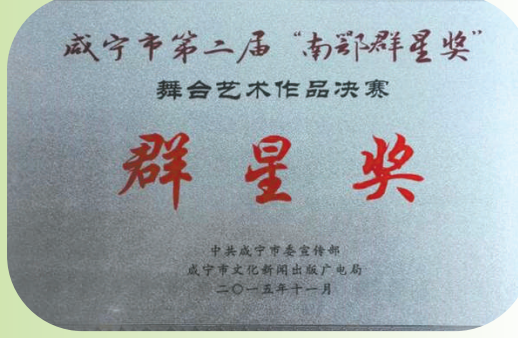 咸宁市第二届“南鄂群星奖”
舞台艺术作品决赛
群星奖
中共咸宁市委宣传部
咸宁市文化新闻出版广电局
二〇一五年十一月